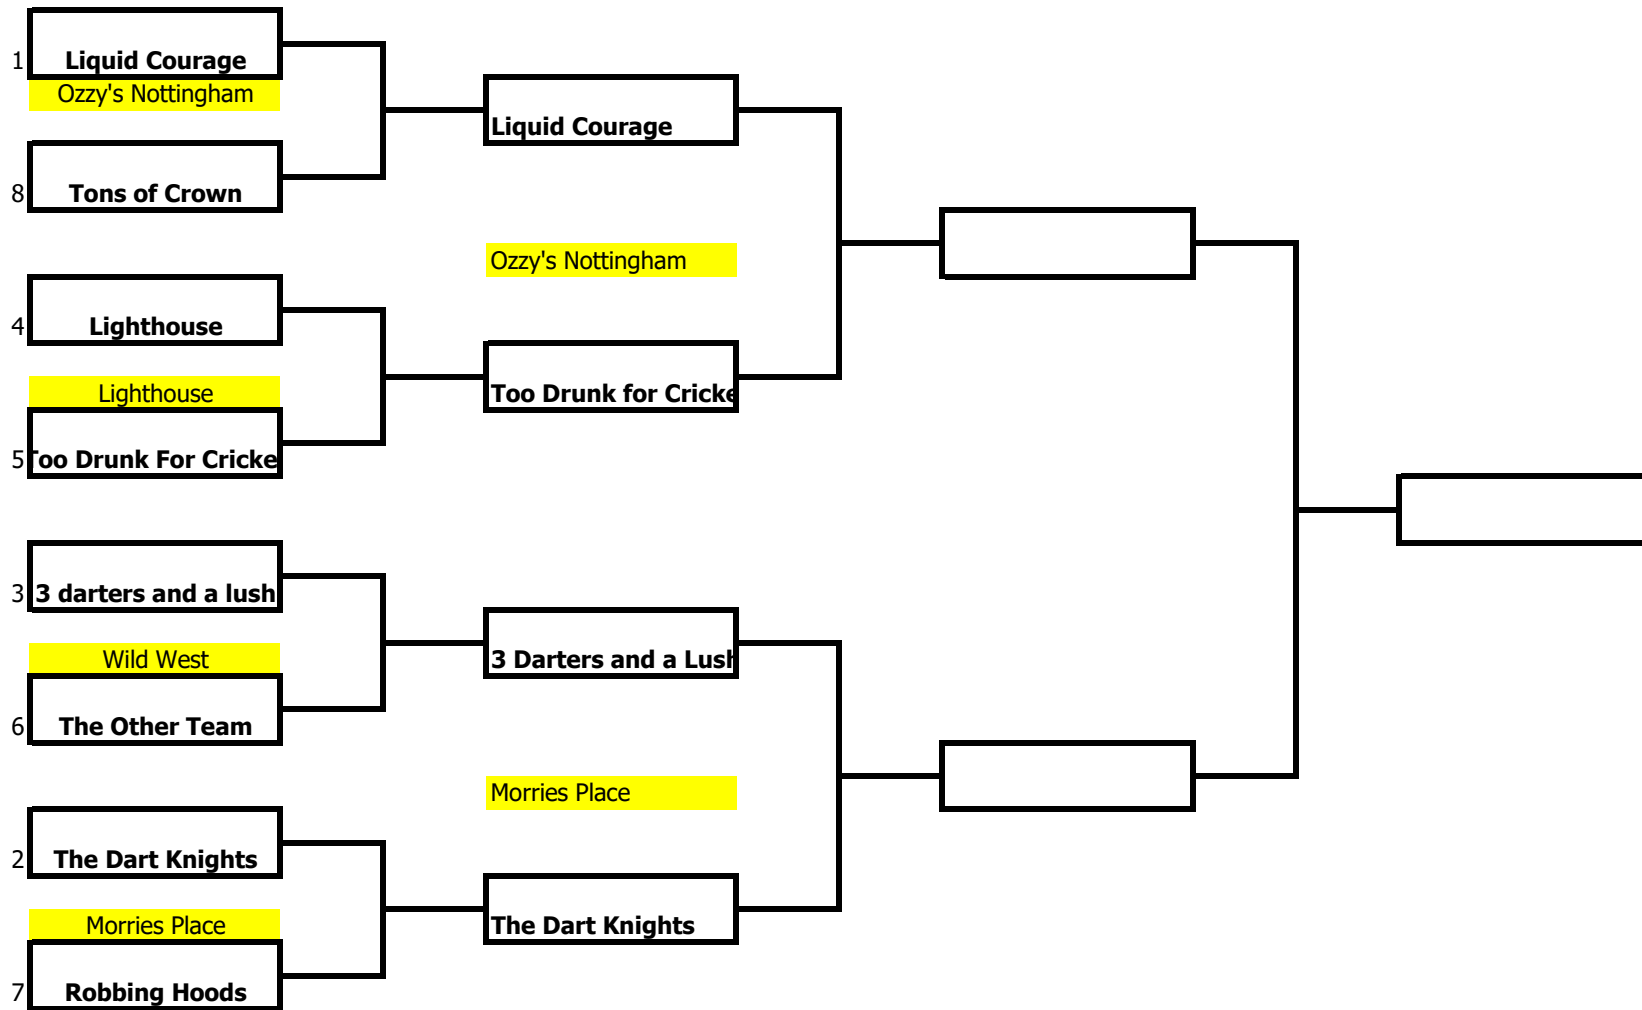 1 Liquid Courage
Ozzy's Nottingham
8 Tons of Crown
4 Lighthouse
Lighthouse
5 Too Drunk For Cricke
3 3 darters and a lush
Wild West
6 The Other Team
2 The Dart Knights
Morries Place
7 Robbing Hoods
Liquid Courage
Ozzy's Nottingham
Too Drunk for Cricke
3 Darters and a Lush
Morries Place
The Dart Knights